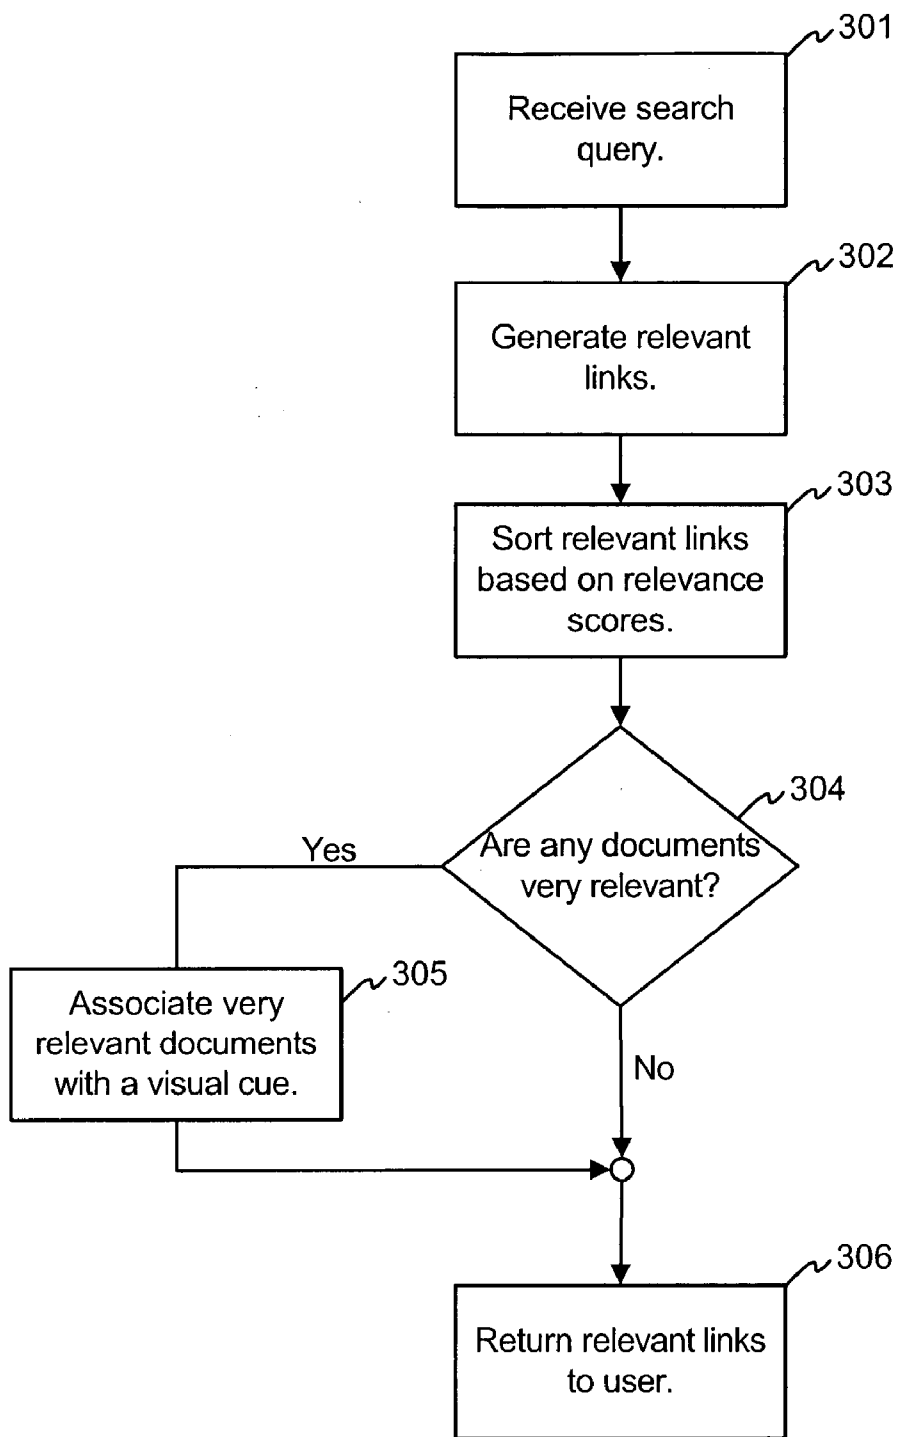 301
Receive search
query.
302
Generate relevant
links.
303
Sort relevant links
based on relevance
scores.
304
Are any documents
very relevant?
Yes
305
Associate very
relevant documents
with a visual cue.
No
306
Return relevant links
to user.